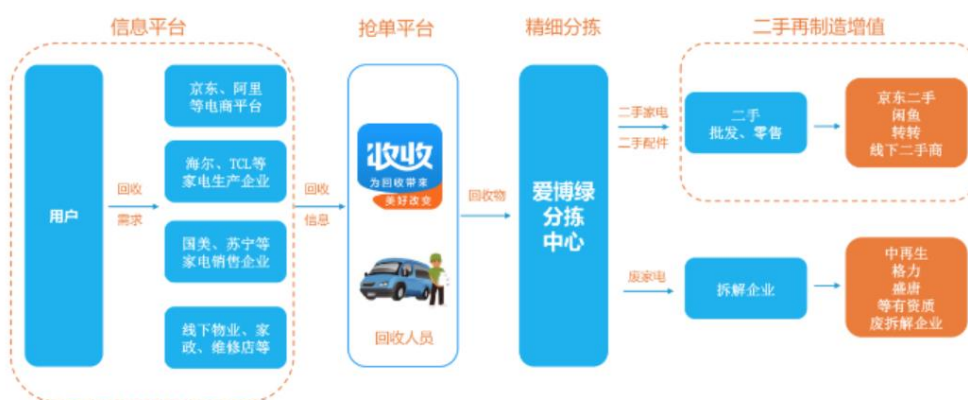 信息平台
抢单平台
精细分拣
二手再制造增值
用户
回收
需求
京东、阿里
等电商平台
海尔、TCL等
家电生产企业
国美、苏宁等
家电销售企业
线下物业、家
政、维修店等
回收
信息
收收
为回收带来
美好改变
回收人员
回收物
爱博绿
分拣
中心
二手家电
二手配件
二手
批发、零售
京东二手
闲鱼
转转
线下二手商
废家电
拆解企业
中再生
格力
盛唐
等有资质
废拆解企业